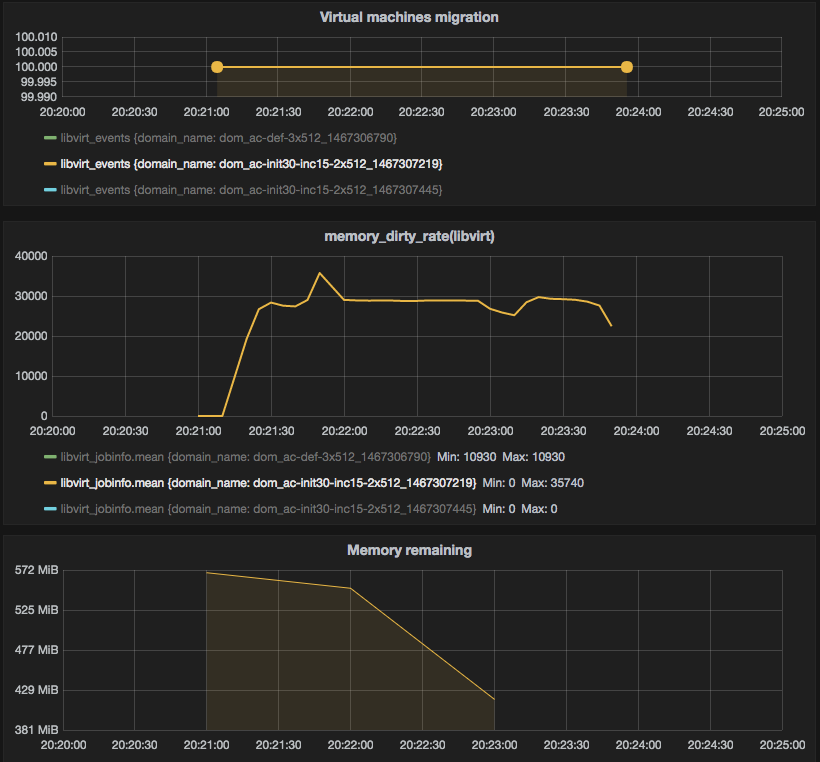 Virtual machines migration
100.010
100.005
100.000
99.995
99.990
20:20:00 20:20:30 20:21:00 20:21:30 20:22:00 20:22:30 20:23:00 20:23:30 20:24:00 20:24:30 20:25:00
libvirt_events {domain_name: dom_ac-def-3x512_1467306790}
libvirt_events {domain_name: dom_ac-init30-inc15-2x512_1467307219}
libvirt_events {domain_name: dom_ac-init30-inc15-2x512_1467307445}
memory_dirty_rate(libvirt)
40000
30000
20000
10000
0
20:20:00 20:20:30 20:21:00 20:21:30 20:22:00 20:22:30 20:23:00 20:23:30 20:24:00 20:24:30 20:25:00
libvirt_jobinfo.mean {domain_name: dom_ac-def-3x512_1467306790} Min: 10930 Max: 10930
libvirt_jobinfo.mean {domain_name: dom_ac-init30-inc15-2x512_1467307219} Min: 0 Max: 35740
libvirt_jobinfo.mean {domain_name: dom_ac-init30-inc15-2x512_1467307445} Min: 0 Max: 0
Memory remaining
572 MiB
525 MiB
477 MiB
429 MiB
381 MiB
20:20:00 20:20:30 20:21:00 20:21:30 20:22:00 20:22:30 20:23:00 20:23:30 20:24:00 20:24:30 20:25:00